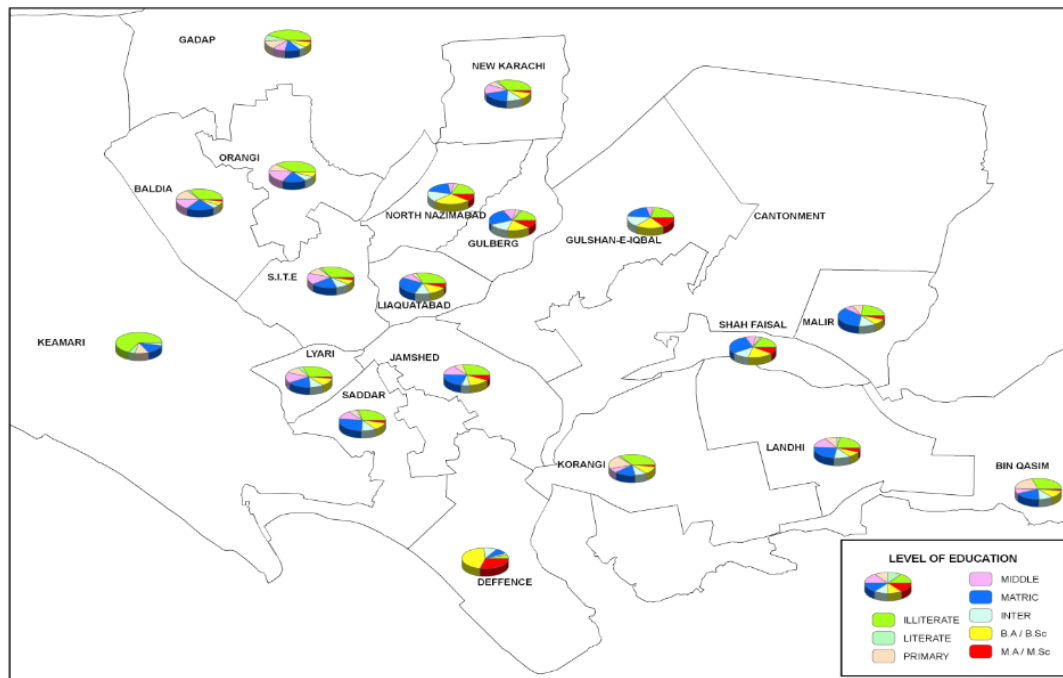 GADAP
NEW KARACHI
ORANGI
BALDIA
NORTH NAZIMABAD
GULBERG
GULSHAN-E-IQBAL
CANTONMENT
S.I.T.E
LIAQUATABAD
MALIR
SHAH FAISAL
KEAMARI
LYARI
JAMSHED
SADDAR
LANDHI
KORANGI
BIN QASIM
DEFFENCE
LEVEL OF EDUCATION
ILLITERATE
LITERATE
PRIMARY
MIDDLE
MATRIC
INTER
B.A / B.Sc
M.A / M.Sc